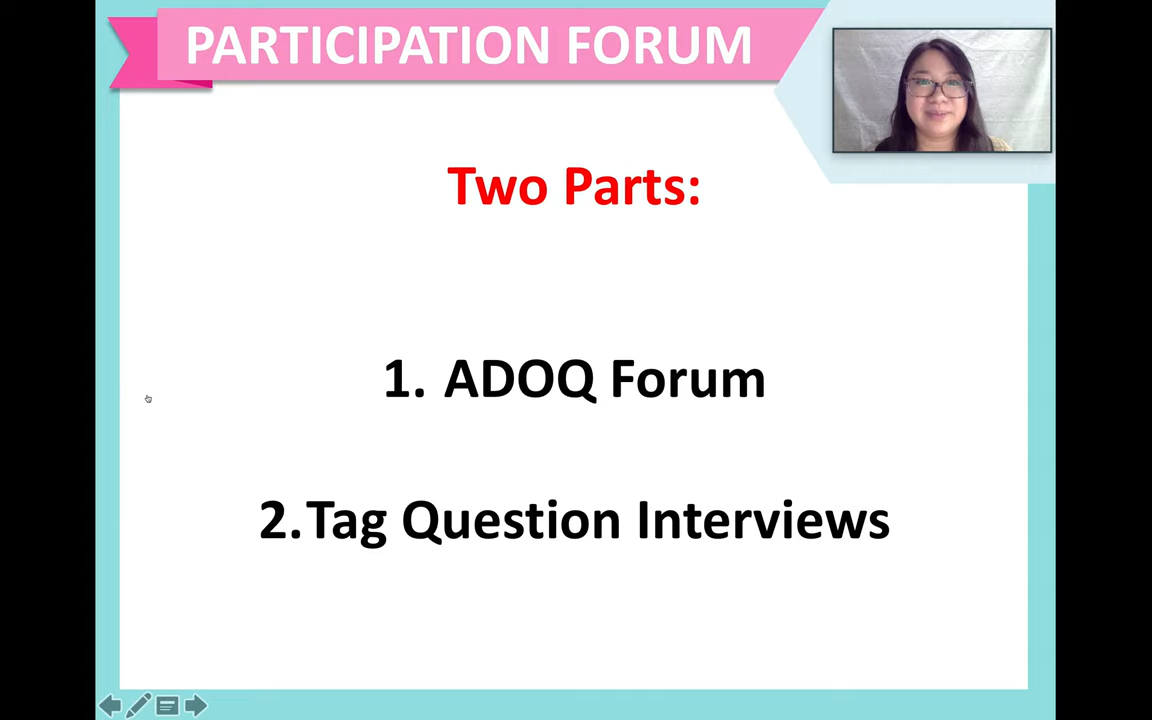 PARTICIPATION FORUM
Two Parts:
1. ADOQ Forum
2.Tag Question Interviews